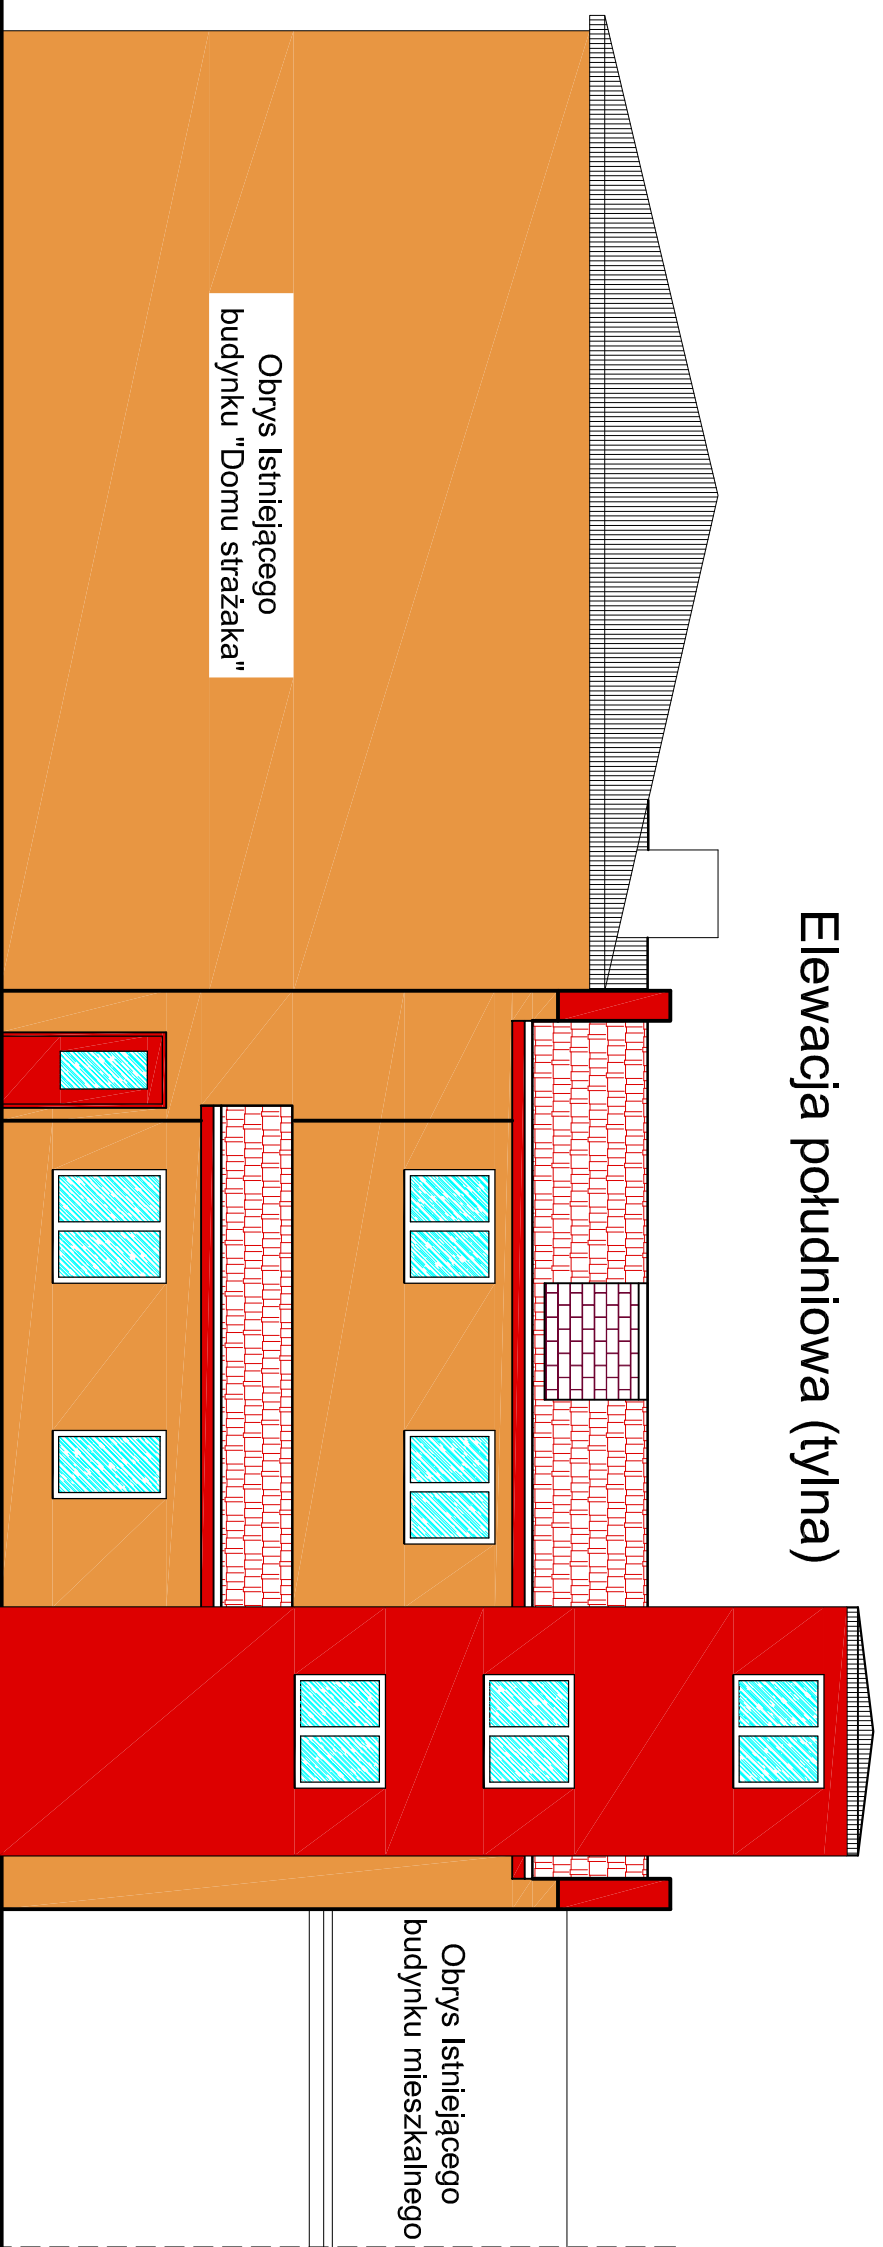 Elewacja południowa (tylna)
Obrys Istniejącego
budynku "Domu strażaka"
Obrys Istniejącego
budynku mieszkalnego